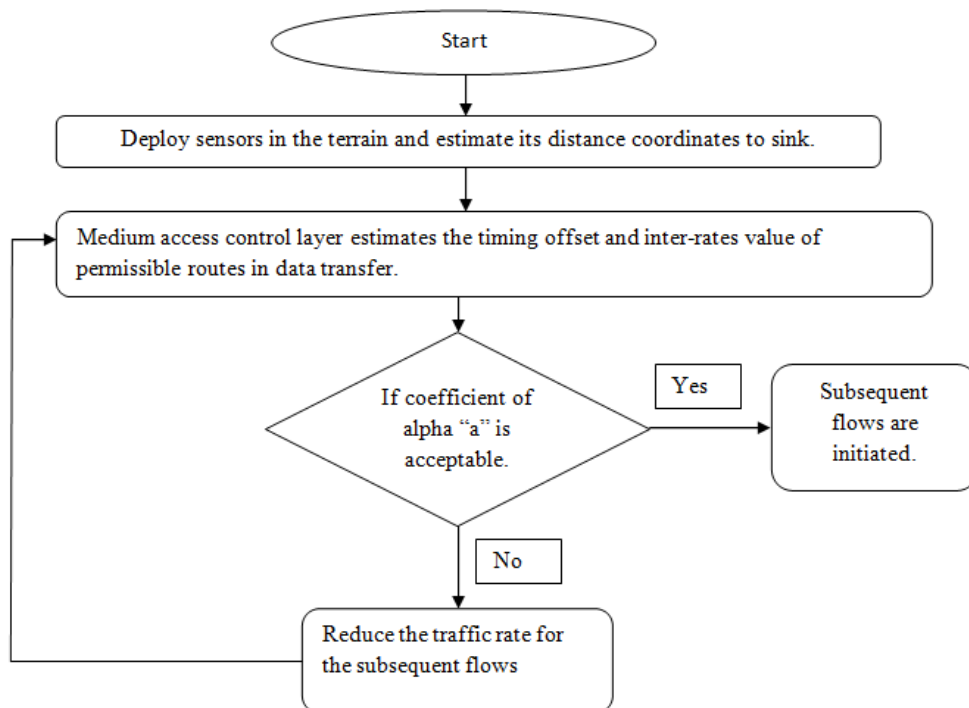 Start
Deploy sensors in the terrain and estimate its distance coordinates to sink.
Medium access control layer estimates the timing offset and inter-rates value of
permissible routes in data transfer.
If coefficient of
alpha “a” is
acceptable.
Yes
Subsequent
flows are
initiated.
No
Reduce the traffic rate for
the subsequent flows